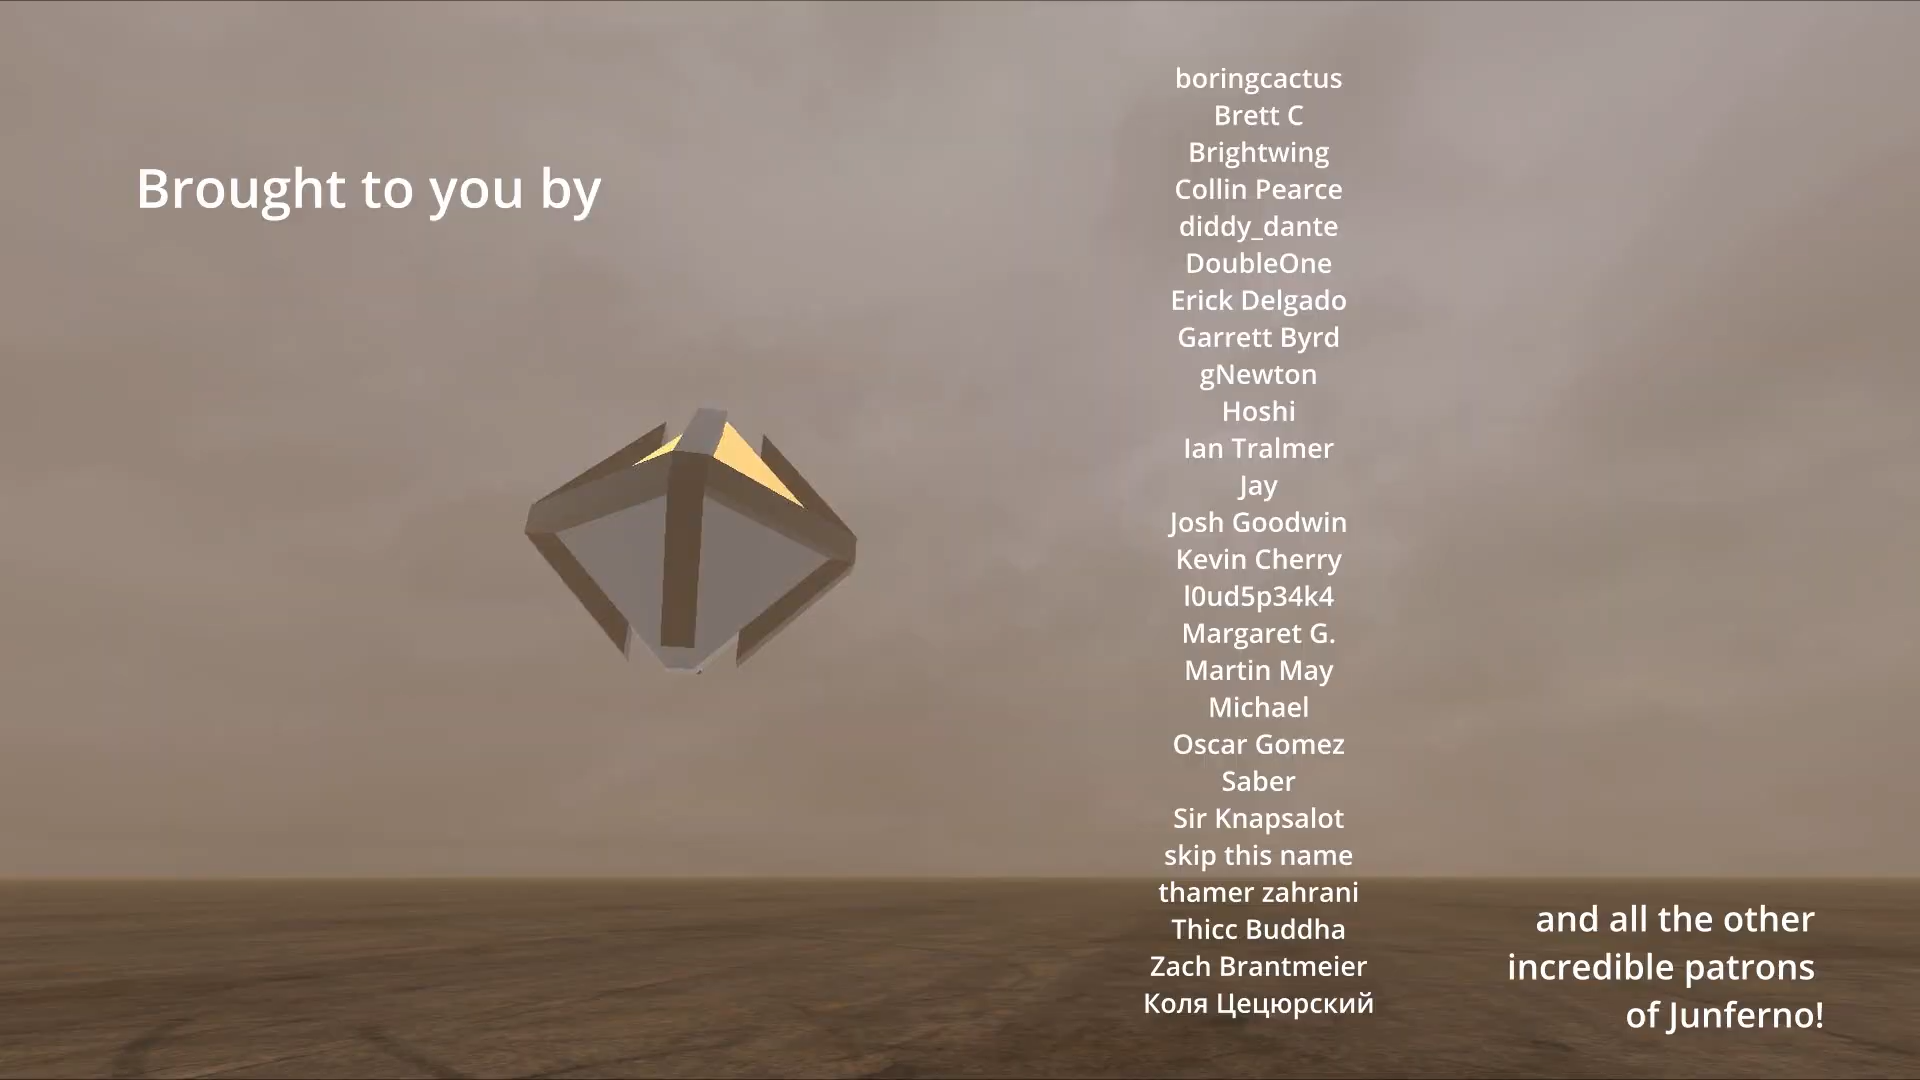 Brought to you by
boringcactus
Brett C
Brightwing
Collin Pearce
diddy_dante
DoubleOne
Erick Delgado
Garrett Byrd
gNewton
Hoshi
Ian Tralmer
Jay
Josh Goodwin
Kevin Cherry
l0ud5p34k4
Margaret G.
Martin May
Michael
Oscar Gomez
Saber
Sir Knapsalot
skip this name
thamer zahrani
Thicc Buddha
Zach Brantmeier
Коля Цецюрский
and all the other
incredible patrons
of Junferno!